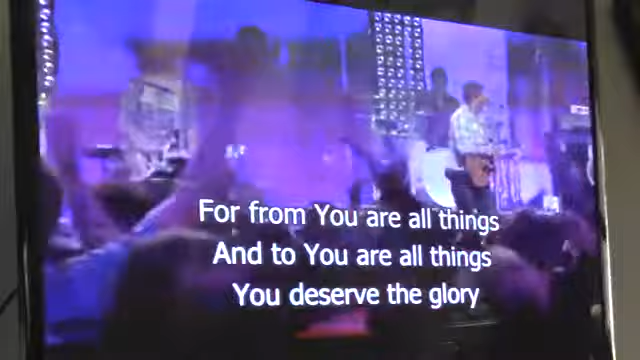 For from You are all things
And to You are all things
You deserve the glory